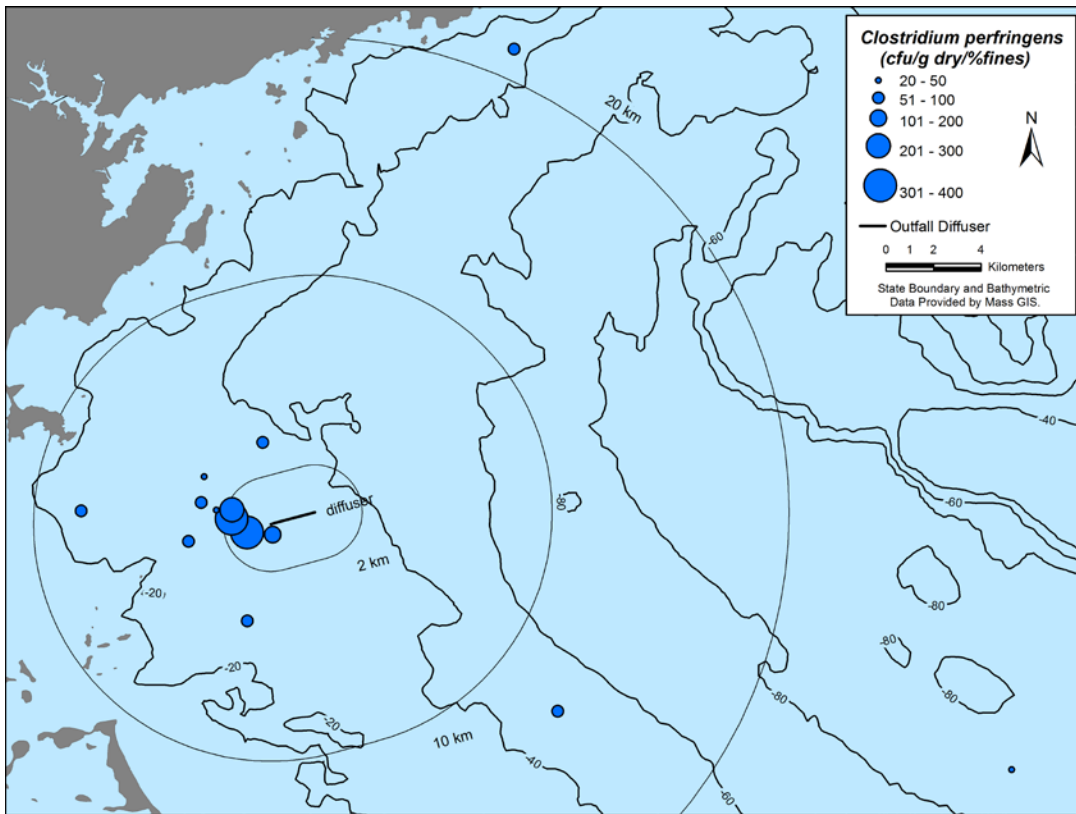 Clostridium perfringens
(cfu/g dry/%fines)
20 - 50
51 - 100
101 - 200
201 - 300
301 - 400
N
Outfall Diffuser
0 1 2 4
Kilometers
State Boundary and Bathymetric
Data Provided by Mass GIS.
20 km
-60
-40
-60
-80
diffuser
2 km
-20
-80
-80
-20
-80
-80
-20
10 km
-40
-60
-80